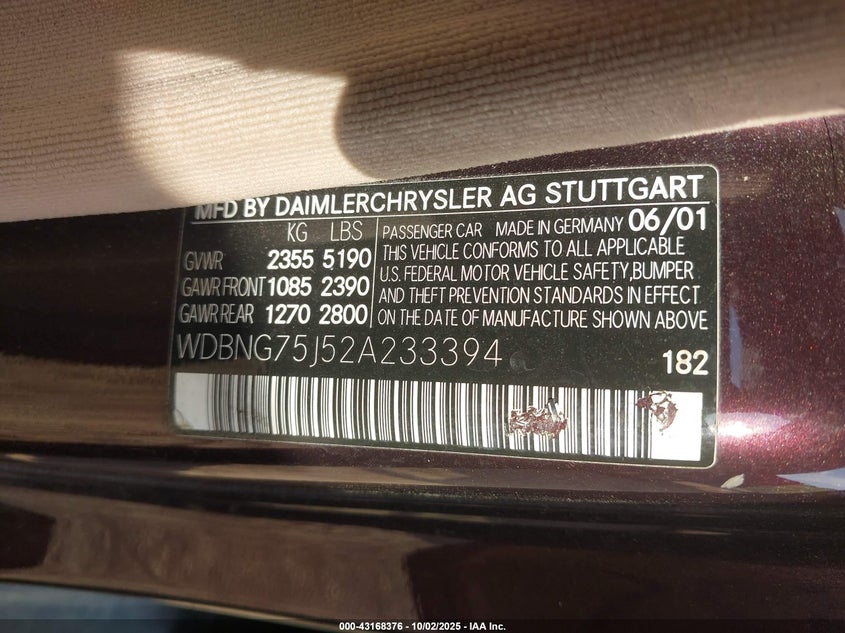 MFD BY DAIMLERCHRYSLER AG STUTTGART
KG LBS
GVWR 2355 5190
GAWR FRONT 1085 2390
GAWR REAR 1270 2800
PASSENGER CAR MADE IN GERMANY 06/01
THIS VEHICLE CONFORMS TO ALL APPLICABLE
U.S. FEDERAL MOTOR VEHICLE SAFETY,BUMPER
AND THEFT PREVENTION STANDARDS IN EFFECT
ON THE DATE OF MANUFACTURE SHOWN ABOVE
WDBNG75J52A233394
182
000-43168376 - 10/02/2025 - IAA Inc.